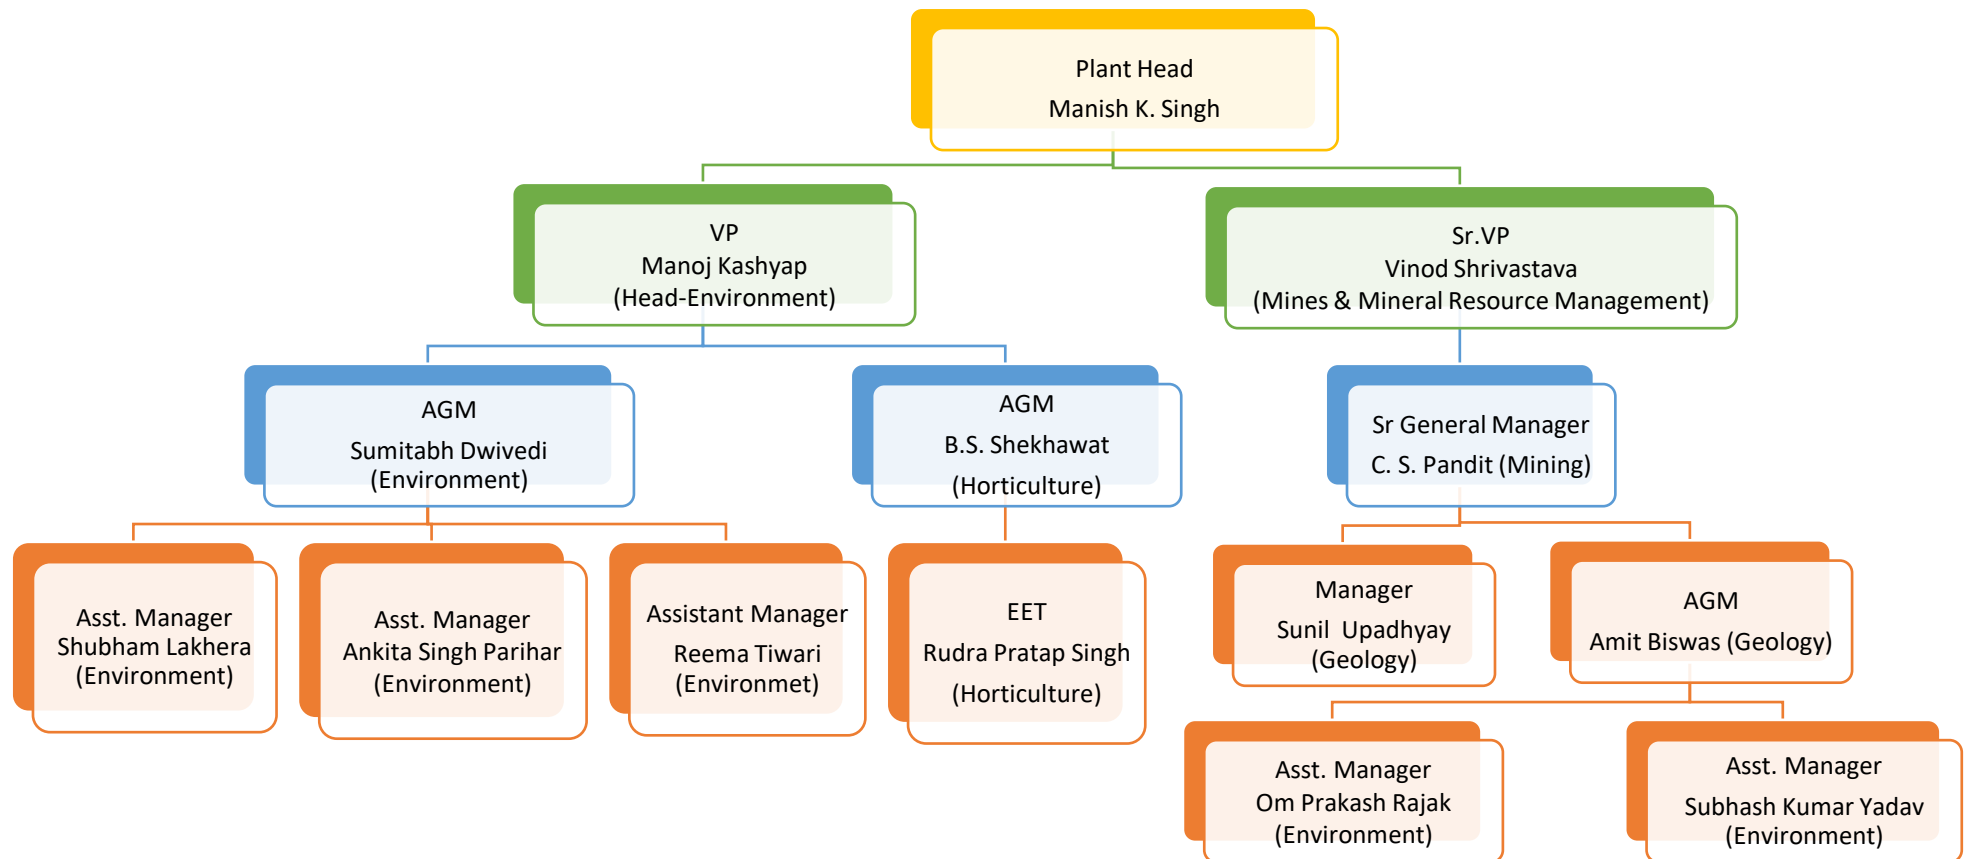 Plant Head
Manish K. Singh
VP
Manoj Kashyap
(Head-Environment)
Sr.VP
Vinod Shrivastava
(Mines & Mineral Resource Management)
AGM
Sumitabh Dwivedi
(Environment)
AGM
B.S. Shekhawat
(Horticulture)
Sr General Manager
C. S. Pandit (Mining)
Asst. Manager
Shubham Lakhera
(Environment)
Asst. Manager
Ankita Singh Parihar
(Environment)
Assistant Manager
Reema Tiwari
(Environmet)
EET
Rudra Pratap Singh
(Horticulture)
Manager
Sunil  Upadhyay
(Geology)
AGM
Amit Biswas (Geology)
Asst. Manager
Om Prakash Rajak
(Environment)
Asst. Manager
Subhash Kumar Yadav
(Environment)